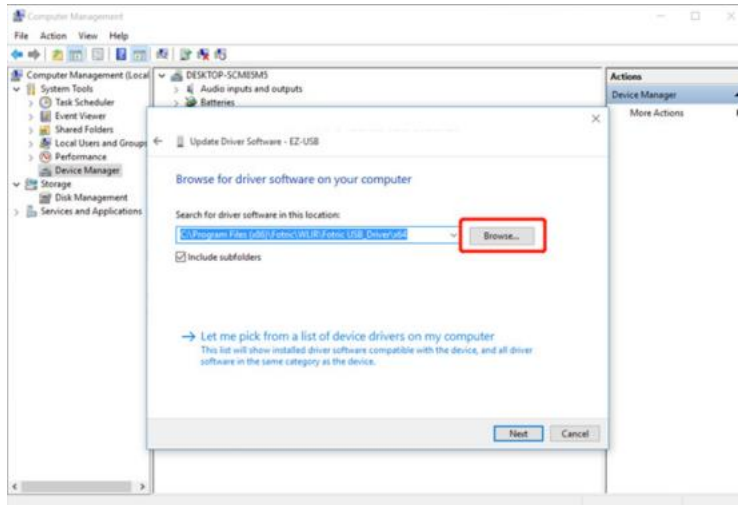 Computer Management
File Action View Help
Computer Management (Local
System Tools
Task Scheduler
Event Viewer
Shared Folders
Local Users and Groups
Performance
Device Manager
Storage
Disk Management
Services and Applications
DESKTOP-SCM85MS
Audio inputs and outputs
Batteries
Actions
Device Manager
More Actions
Update Driver Software - EZ-USB
Browse for driver software on your computer
Search for driver software in this location:
C:\Program Files (x86)\Fotric\WLIR\Fotric USB_Driver\x64
Browse...
Include subfolders
Let me pick from a list of device drivers on my computer
This list will show installed driver software compatible with the device, and all driver
software in the same category as the device.
Next Cancel